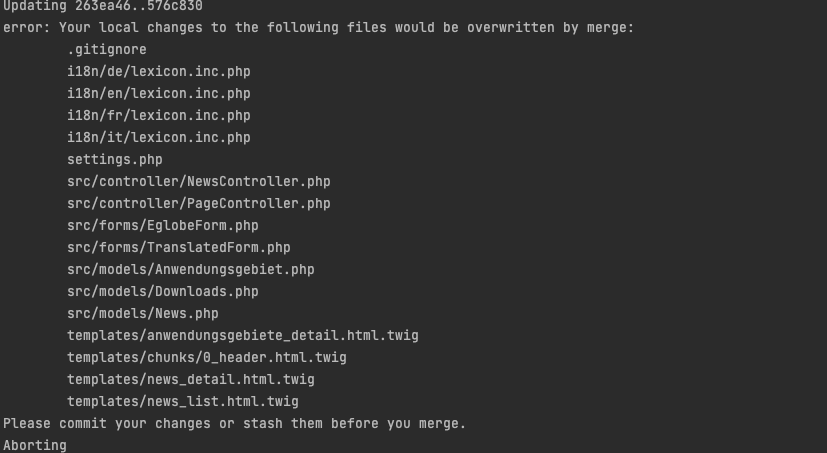 Updating 263ea46..576c830
error: Your local changes to the following files would be overwritten by merge:
.gitignore
i18n/de/lexicon.inc.php
i18n/en/lexicon.inc.php
i18n/fr/lexicon.inc.php
i18n/it/lexicon.inc.php
settings.php
src/controller/NewsController.php
src/controller/PageController.php
src/forms/EglobeForm.php
src/forms/TranslatedForm.php
src/models/Anwendungsgebiet.php
src/models/Downloads.php
src/models/News.php
templates/anwendungsgebiete_detail.html.twig
templates/chunks/0_header.html.twig
templates/news_detail.html.twig
templates/news_list.html.twig
Please commit your changes or stash them before you merge.
Aborting